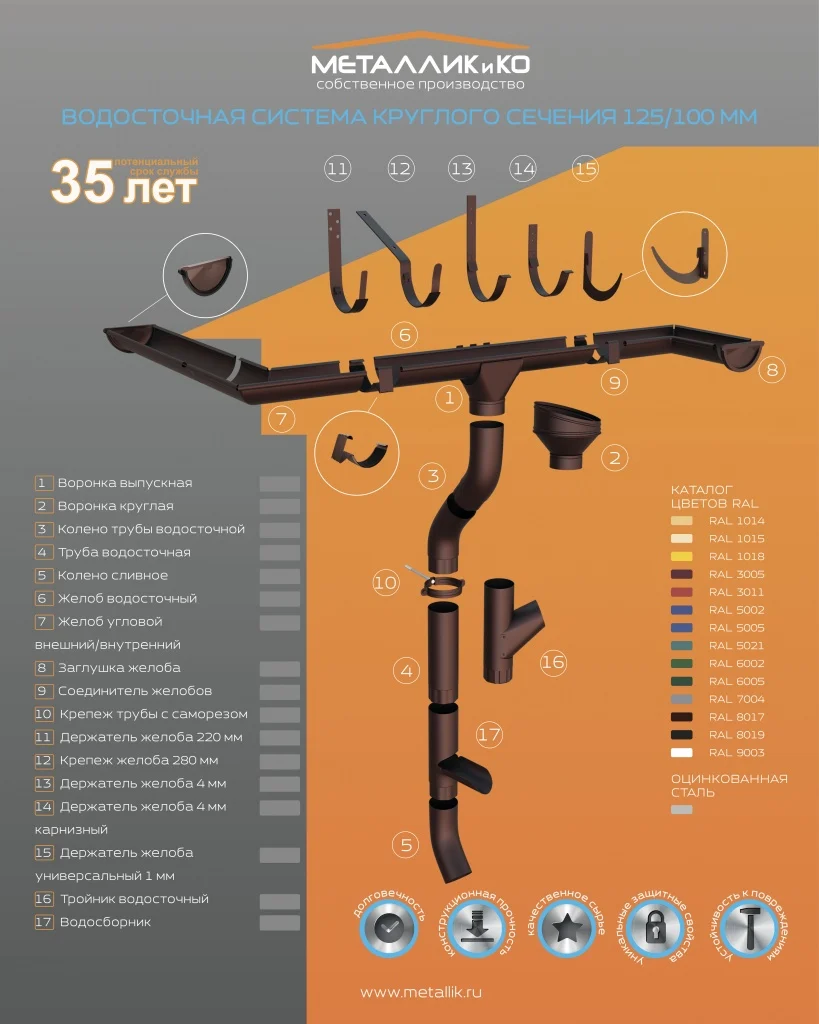 МЕТАЛЛИК и КО
собственное производство
ВОДОСТОЧНАЯ СИСТЕМА КРУГЛОГО СЕЧЕНИЯ 125/100 ММ
35 лет
потенциальный
срок службы
11 12 13 14 15
6
8
9
1
7
2
3
10
16
4
17
5
1 Воронка выпускная
2 Воронка круглая
3 Колено трубы водосточной
4 Труба водосточная
5 Колено сливное
6 Желоб водосточный
7 Желоб угловой
внешний/внутренний
8 Заглушка желоба
9 Соединитель желобов
10 Крепеж трубы с саморезом
11 Держатель желоба 220 мм
12 Крепеж желоба 280 мм
13 Держатель желоба 4 мм
14 Держатель желоба 4 мм
карнизный
15 Держатель желоба
универсальный 1 мм
16 Тройник водосточный
17 Водосборник
КАТАЛОГ
ЦВЕТОВ RAL
RAL 1014
RAL 1015
RAL 1018
RAL 3005
RAL 3011
RAL 5002
RAL 5005
RAL 5021
RAL 6002
RAL 6005
RAL 7004
RAL 8017
RAL 8019
RAL 9003
ОЦИНКОВАННАЯ
СТАЛЬ
долговечность
конструкционная прочность
качественное сырье
уникальные защитные свойства
устойчивость к повреждениям
www.metallik.ru